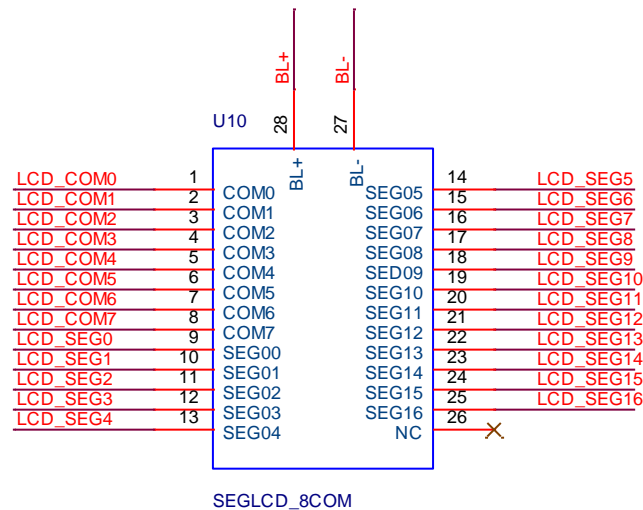 BL+
BL-
U10
28
27
BL+
BL-
LCD_COM0 1 COM0
LCD_COM1 2 COM1
LCD_COM2 3 COM2
LCD_COM3 4 COM3
LCD_COM4 5 COM4
LCD_COM5 6 COM5
LCD_COM6 7 COM6
LCD_COM7 8 COM7
LCD_SEG0 9 SEG00
LCD_SEG1 10 SEG01
LCD_SEG2 11 SEG02
LCD_SEG3 12 SEG03
LCD_SEG4 13 SEG04
SEG05 14 LCD_SEG5
SEG06 15 LCD_SEG6
SEG07 16 LCD_SEG7
SEG08 17 LCD_SEG8
SED09 18 LCD_SEG9
SEG10 19 LCD_SEG10
SEG11 20 LCD_SEG11
SEG12 21 LCD_SEG12
SEG13 22 LCD_SEG13
SEG14 23 LCD_SEG14
SEG15 24 LCD_SEG15
SEG16 25 LCD_SEG16
NC 26
SEGLCD_8COM